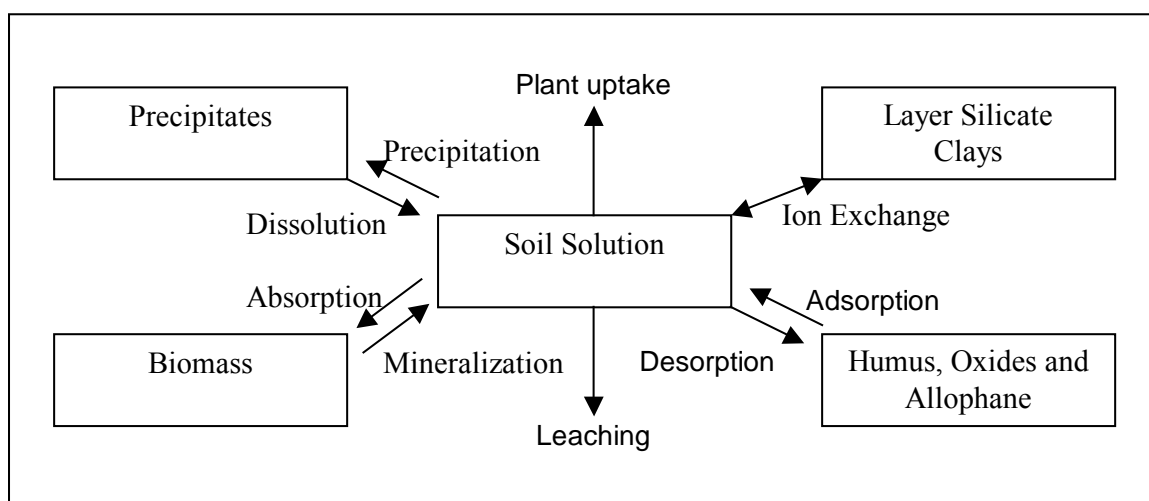 Plant uptake
Precipitates
Layer Silicate
Clays
Precipitation
Dissolution
Ion Exchange
Soil Solution
Absorption
Adsorption
Biomass
Mineralization
Desorption
Humus, Oxides and
Allophane
Leaching